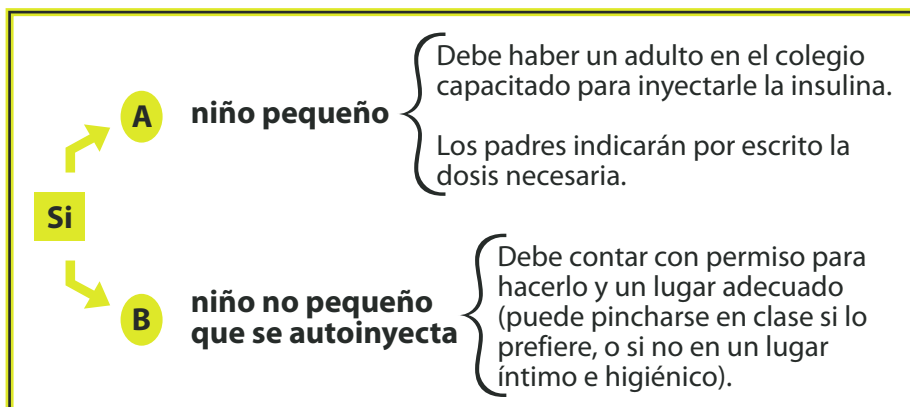 Debe haber un adulto en el colegio
capacitado para inyectarle la insulina.
A
niño pequeño
Los padres indicarán por escrito la
dosis necesaria.
Si
Debe contar con permiso para
hacerlo y un lugar adecuado
(puede pincharse en clase si lo
prefiere, o si no en un lugar
íntimo e higiénico).
B
niño no pequeño
que se autoinyecta